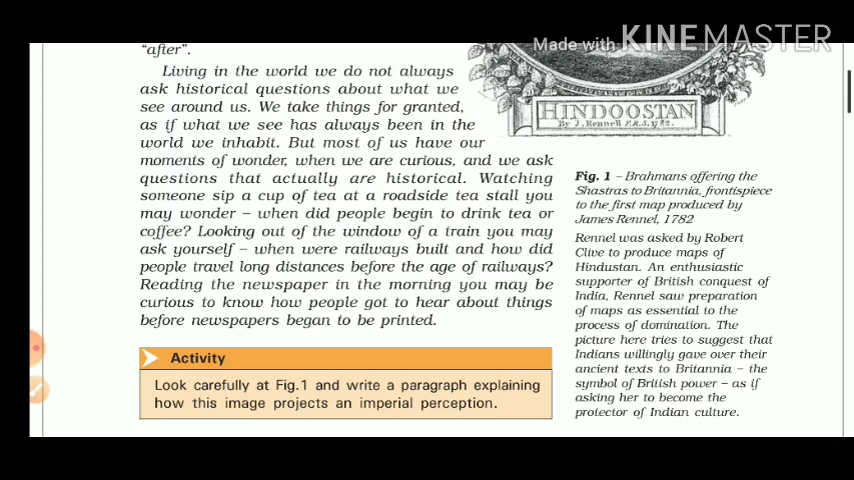 Made with KINEMASTER
"after".
Living in the world we do not always
ask historical questions about what we
see around us. We take things for granted,
as if what we see has always been in the
world we inhabit. But most of us have our
moments of wonder, when we are curious, and we ask
questions that actually are historical. Watching
someone sip a cup of tea at a roadside tea stall you
may wonder – when did people begin to drink tea or
coffee? Looking out of the window of a train you may
ask yourself – when were railways built and how did
people travel long distances before the age of railways?
Reading the newspaper in the morning you may be
curious to know how people got to hear about things
before newspapers began to be printed.
Activity
Look carefully at Fig.1 and write a paragraph explaining
how this image projects an imperial perception.
HINDOOSTAN
By J. Rennell F.R.S. 1782.
Fig. 1 – Brahmans offering the
Shastras to Britannia, frontispiece
to the first map produced by
James Rennel, 1782
Rennel was asked by Robert
Clive to produce maps of
Hindustan. An enthusiastic
supporter of British conquest of
India, Rennel saw preparation
of maps as essential to the
process of domination. The
picture here tries to suggest that
Indians willingly gave over their
ancient texts to Britannia – the
symbol of British power – as if
asking her to become the
protector of Indian culture.